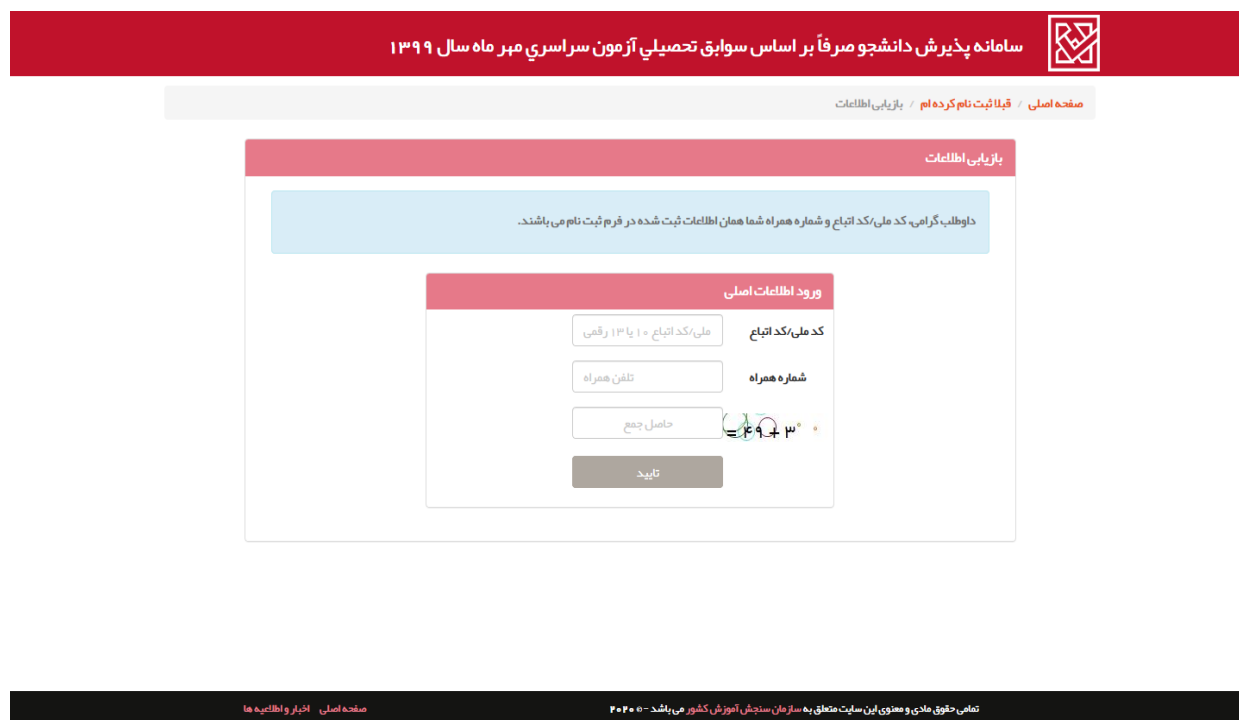 سامانه پذیرش دانشجو صرفاً بر اساس سوابق تحصیلي آزمون سراسري مهر ماه سال ۱۳۹۹
صفحه اصلی / قبلا ثبت نام کرده ام / بازیابی اطلاعات
بازیابی اطلاعات
داوطلب گرامی، کد ملی/کد اتباع و شماره همراه شما همان اطلاعات ثبت شده در فرم ثبت نام می باشند.
ورود اطلاعات اصلی
کد ملی/کد اتباع ملی/کد اتباع ۱۰ یا ۱۳ رقمی
شماره همراه تلفن همراه
= ۴۹ + ۳ حاصل جمع
تایید
تمامی حقوق مادی و معنوی این سایت متعلق به سازمان سنجش آموزش کشور می باشد - © ۲۰۲۰
صفحه اصلی اخبار و اطلاعیه ها